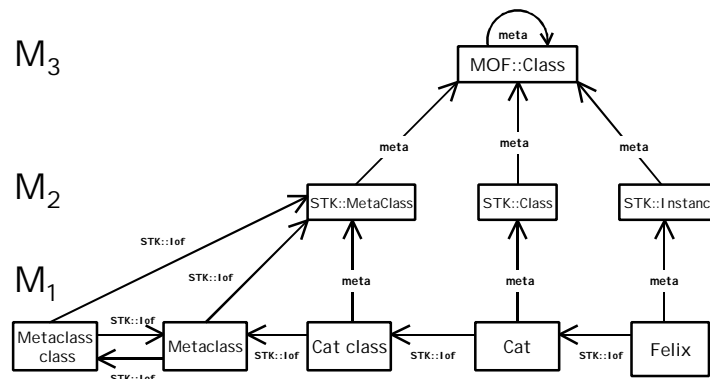 meta
M3
MOF::Class
meta
meta
meta
M2
STK::MetaClass
STK::Class
STK::Instanc
STK::Iof
STK::Iof
M1
meta
meta
meta
STK::Iof
Metaclass
class
Metaclass
Cat class
Cat
Felix
STK::Iof
STK::Iof
STK::Iof
STK::Iof